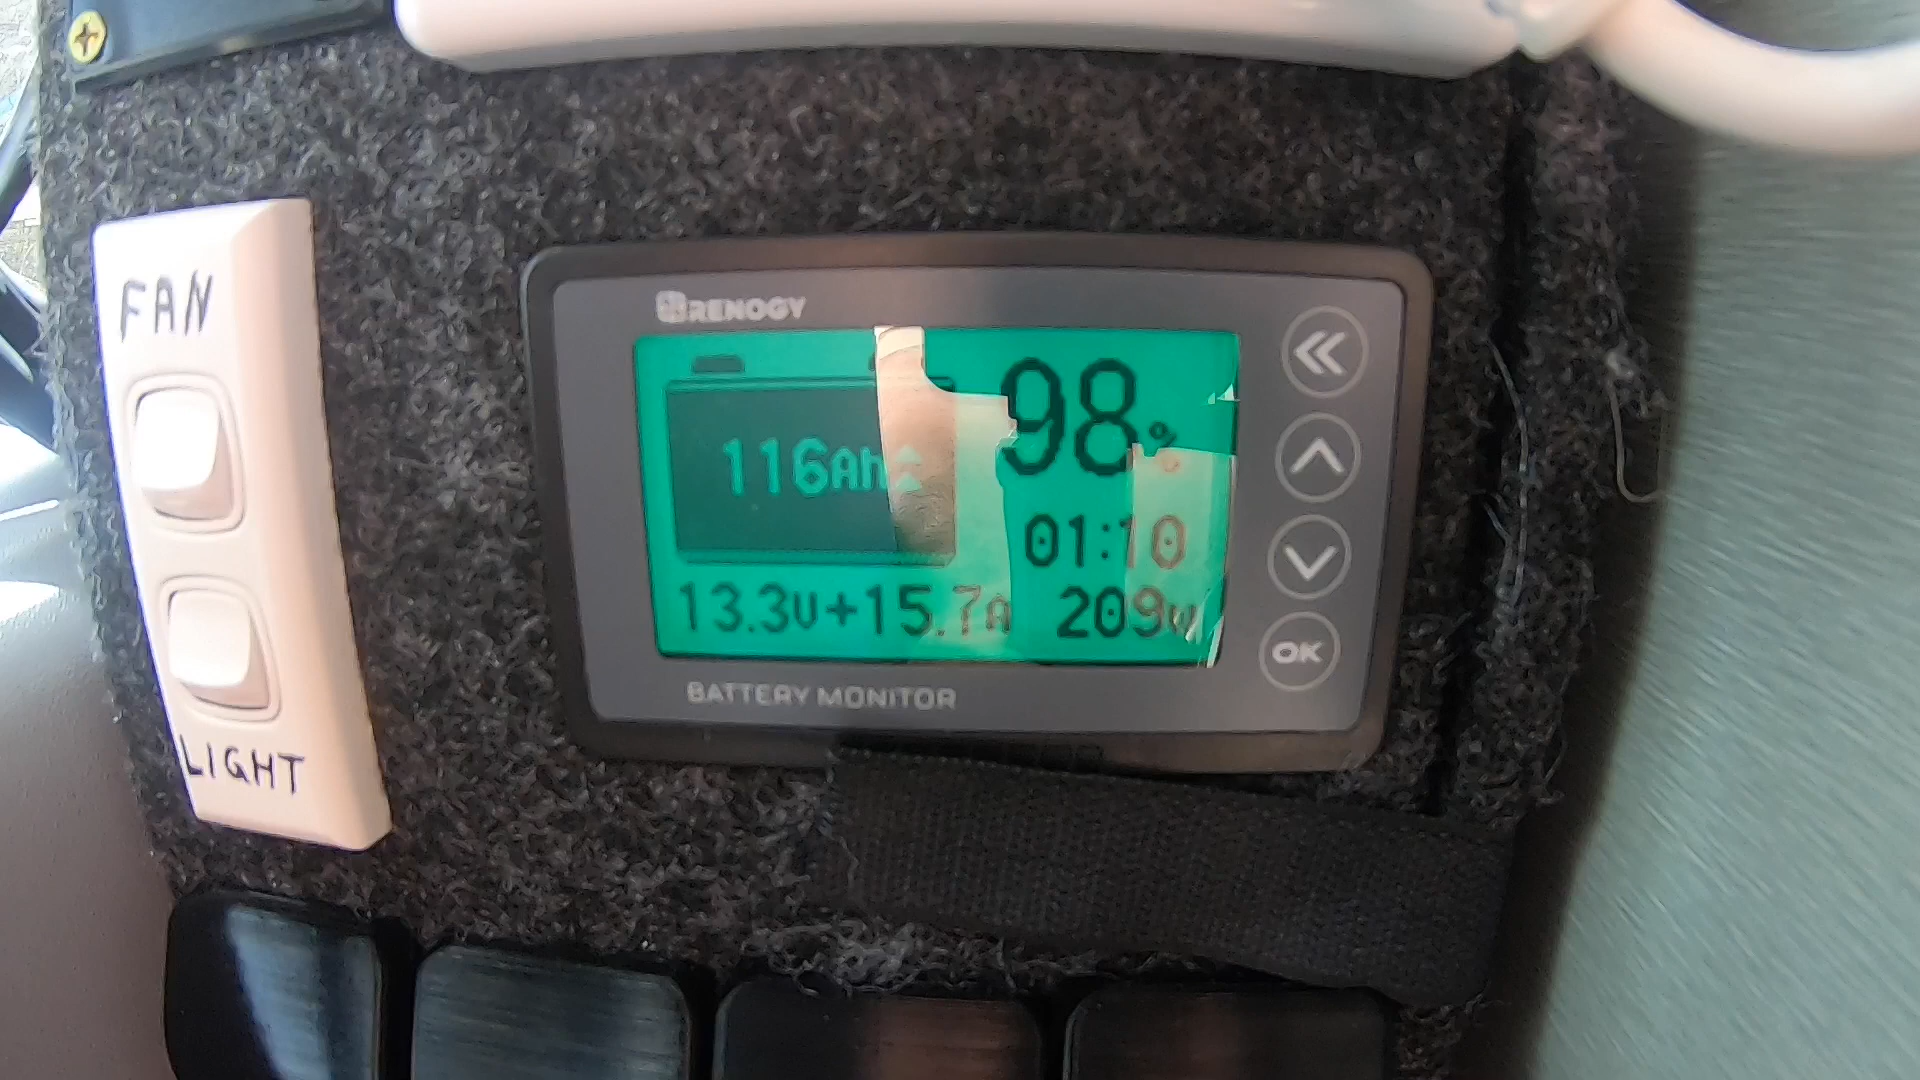 FAN
LIGHT
RENOGY
116Ah
98%
01:10
13.3V+15.7A 209W
BATTERY MONITOR
OK